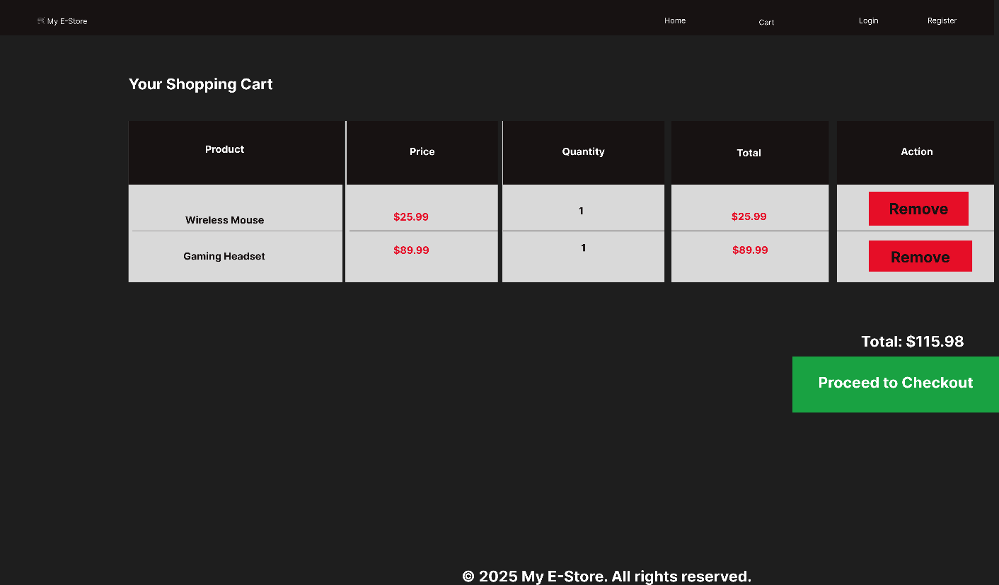 My E-Store Home Cart Login Register
Your Shopping Cart
Product Price Quantity Total Action
Wireless Mouse $25.99 1 $25.99 Remove
Gaming Headset $89.99 1 $89.99 Remove
Total: $115.98
Proceed to Checkout
© 2025 My E-Store. All rights reserved.